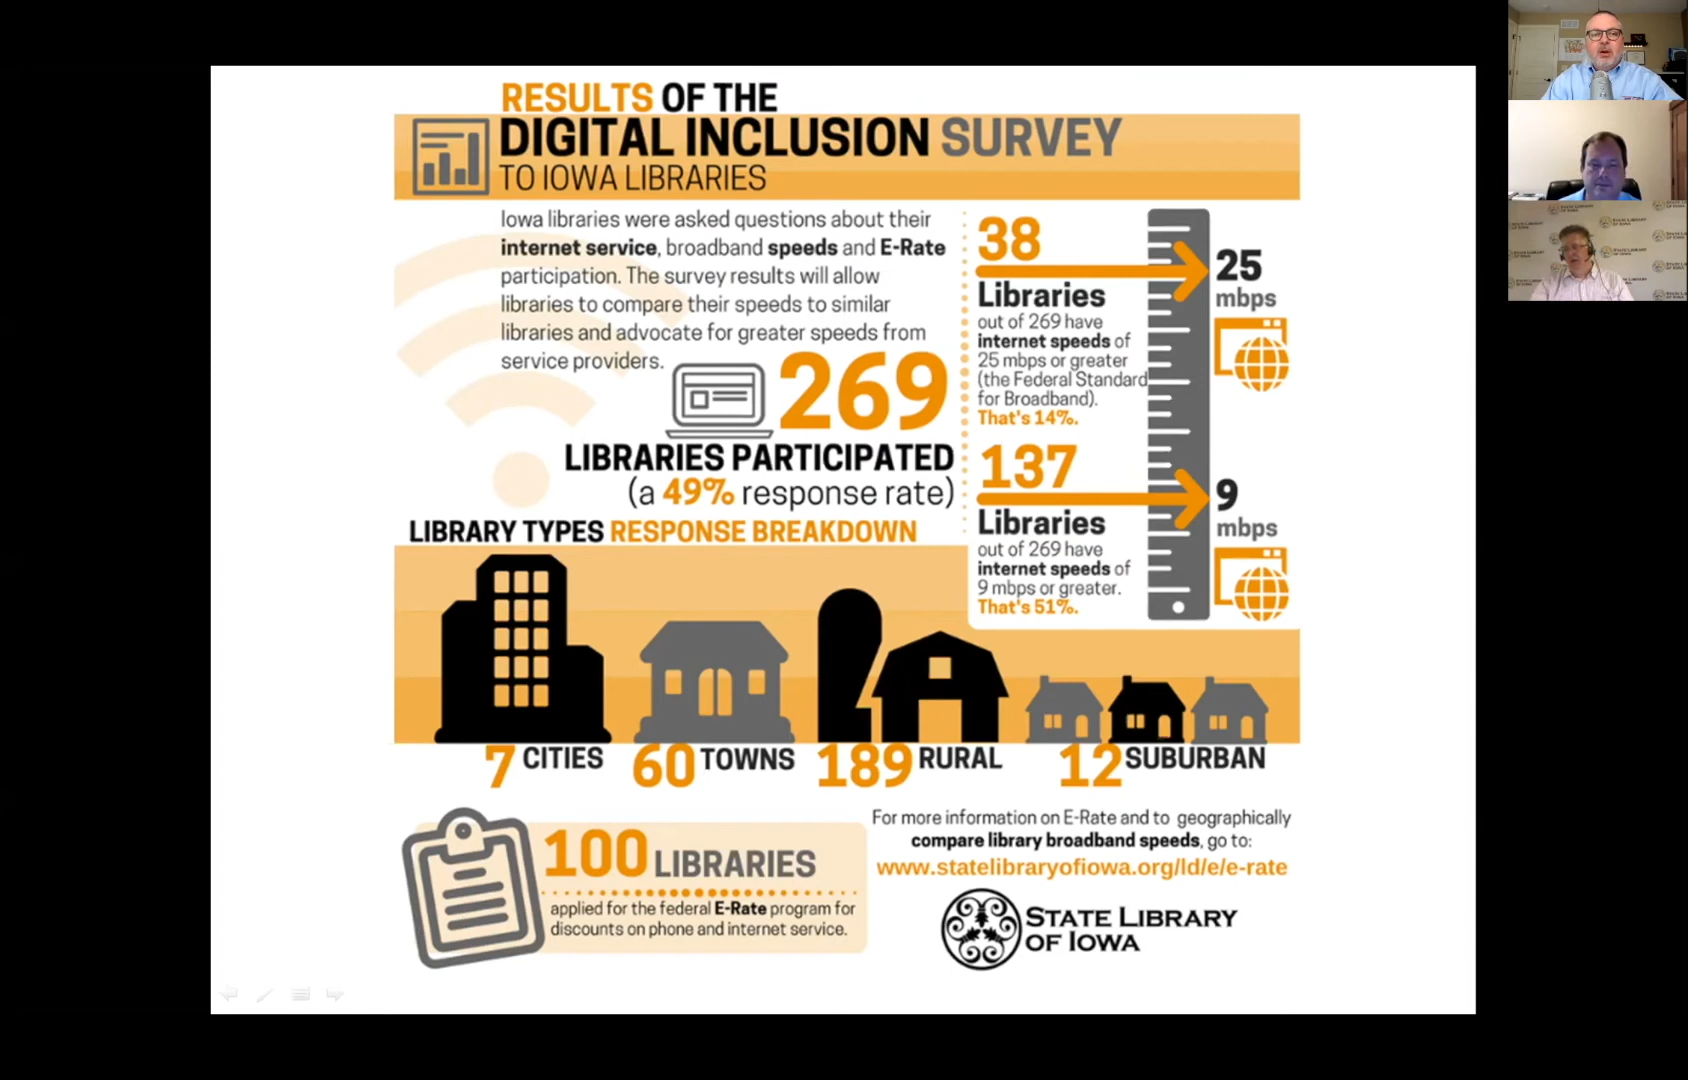 RESULTS OF THE
DIGITAL INCLUSION SURVEY
TO IOWA LIBRARIES
Iowa libraries were asked questions about their
internet service, broadband speeds and E-Rate
participation. The survey results will allow
libraries to compare their speeds to similar
libraries and advocate for greater speeds from
service providers.
269
LIBRARIES PARTICIPATED
(a 49% response rate)
38
Libraries
out of 269 have
internet speeds of
25 mbps or greater
(the Federal Standard
for Broadband).
That's 14%.
25
mbps
137
Libraries
out of 269 have
internet speeds of
9 mbps or greater.
That's 51%.
9
mbps
LIBRARY TYPES RESPONSE BREAKDOWN
7 CITIES
60 TOWNS
189 RURAL
12 SUBURBAN
100 LIBRARIES
applied for the federal E-Rate program for
discounts on phone and internet service.
For more information on E-Rate and to geographically
compare library broadband speeds, go to:
www.statelibraryofiowa.org/ld/e/e-rate
STATE LIBRARY
OF IOWA